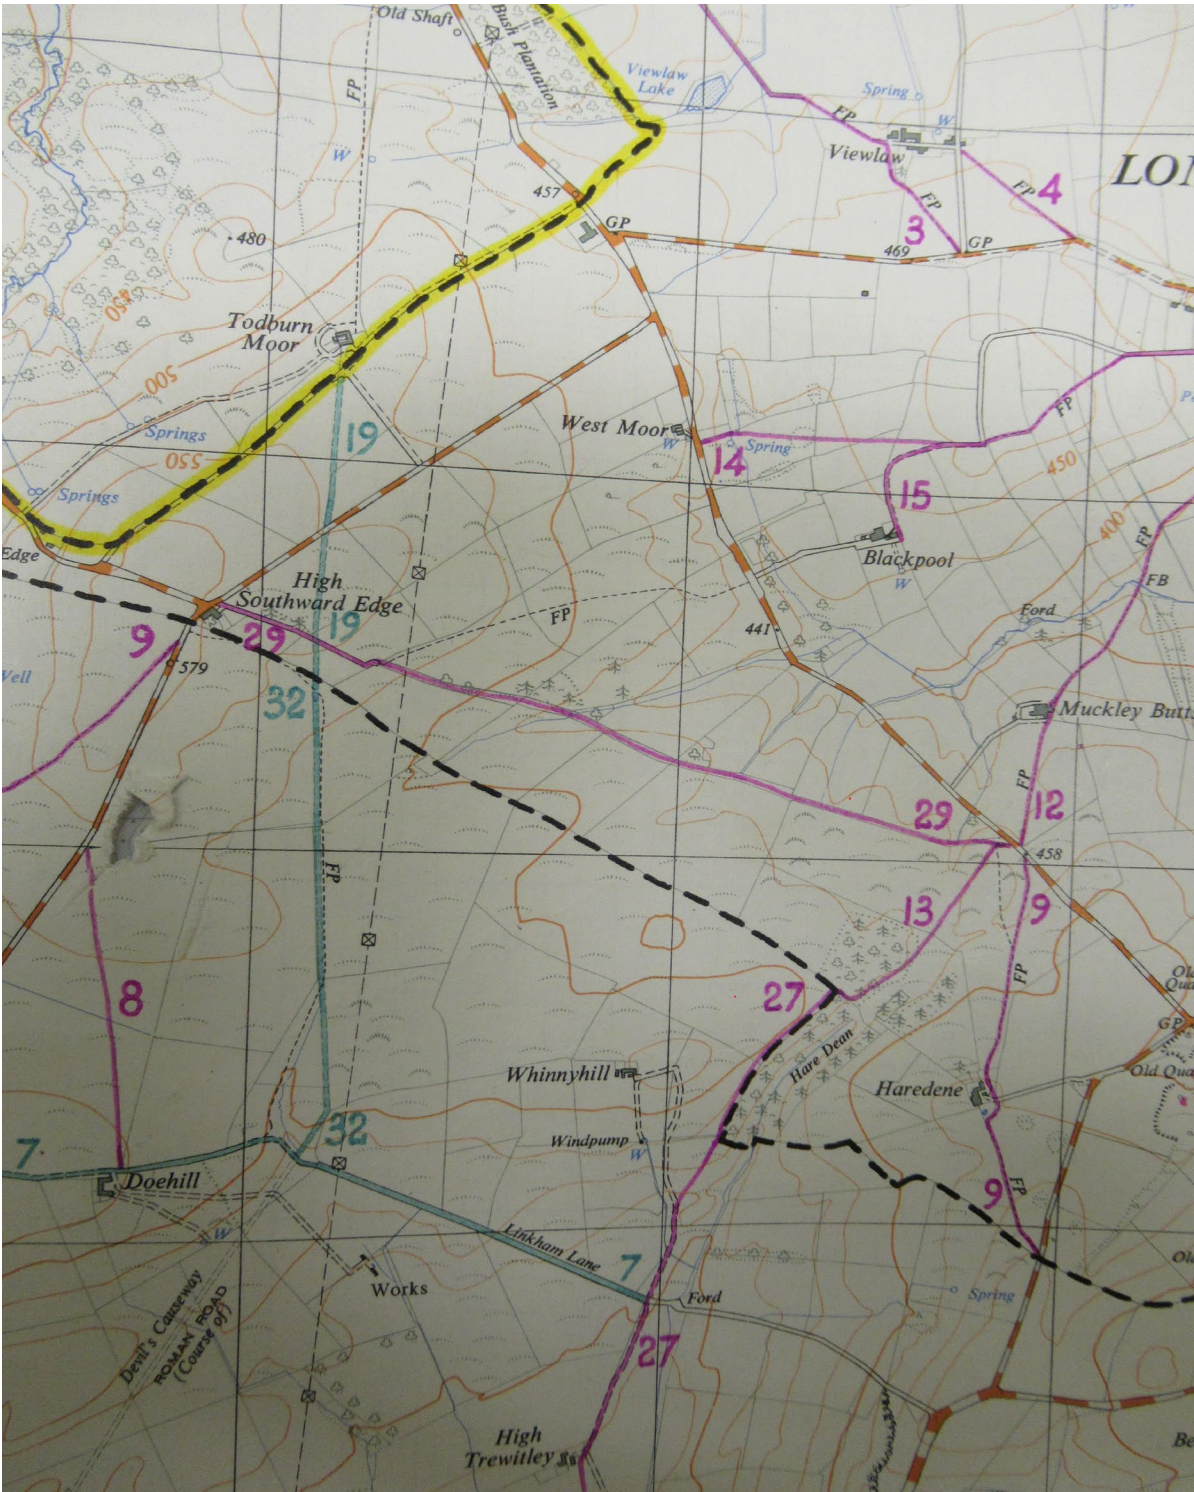 Old Shaft
Bush Plantation
Viewlaw
Lake
Spring
W
FP
FP
W
Viewlaw
LON
FP
4
457
FP
3
GP
469
GP
480
450
Todburn
Moor
500
Springs
550
Springs
19
West Moor
W
Spring
14
FP
450
15
400
FP
Blackpool
W
FB
Edge
High
Southward Edge
FP
Ford
441
9
29
19
579
32
Muckley Butts
FP
29
12
458
FP
13
9
8
27
FP
Hare Dean
GP
Old Qua
Whinnyhill
Haredene
Windpump
W
32
7
Doehill
9
FP
W
Linkham Lane
7
Works
Ford
Spring
Devil's Causeway
ROMAN ROAD
(Course of)
27
High
Trewitley
Be